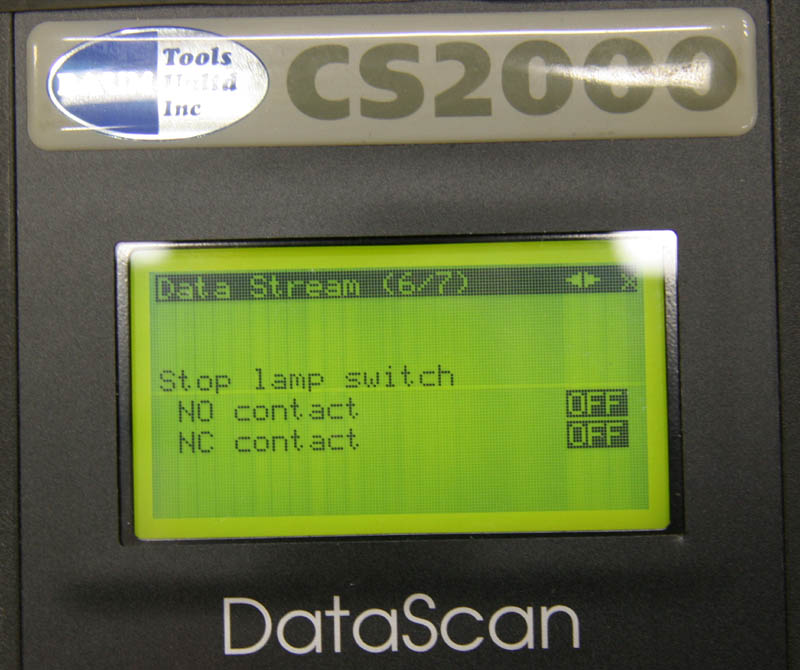 Tools
CS2000
Inc
Data Stream (6/7)
Stop lamp switch
NO contact OFF
NC contact OFF
DataScan